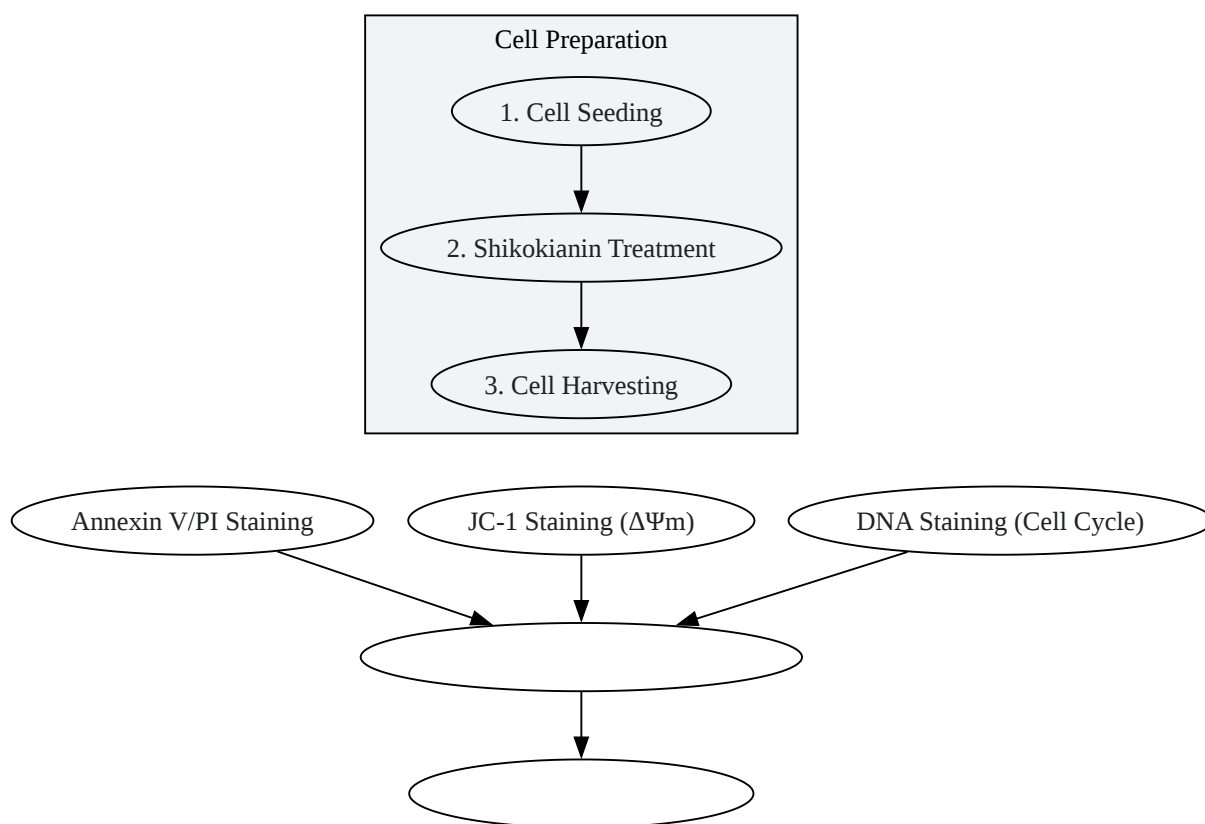 Cell Preparation
1. Cell Seeding
2. Shikokianin Treatment
3. Cell Harvesting
Annexin V/PI Staining
JC-1 Staining (ΔΨm)
DNA Staining (Cell Cycle)